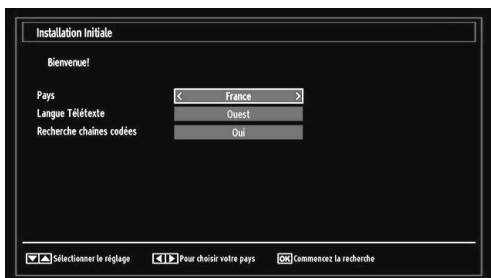 Installation Initiale
Bienvenue!
Pays < France >
Langue Télétexte Ouest
Recherche chaînes codées Oui
Sélectionner le réglage Pour choisir votre pays OK Commencez la recherche